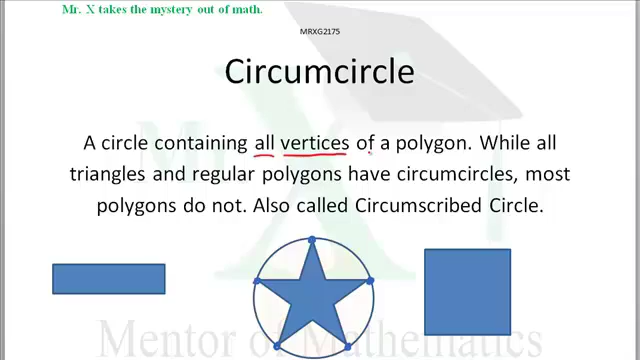 Mr. X takes the mystery out of math.
MRXG2175
Circumcircle
A circle containing all vertices of a polygon. While all
triangles and regular polygons have circumcircles, most
polygons do not. Also called Circumscribed Circle.
Mentor of Mathematics